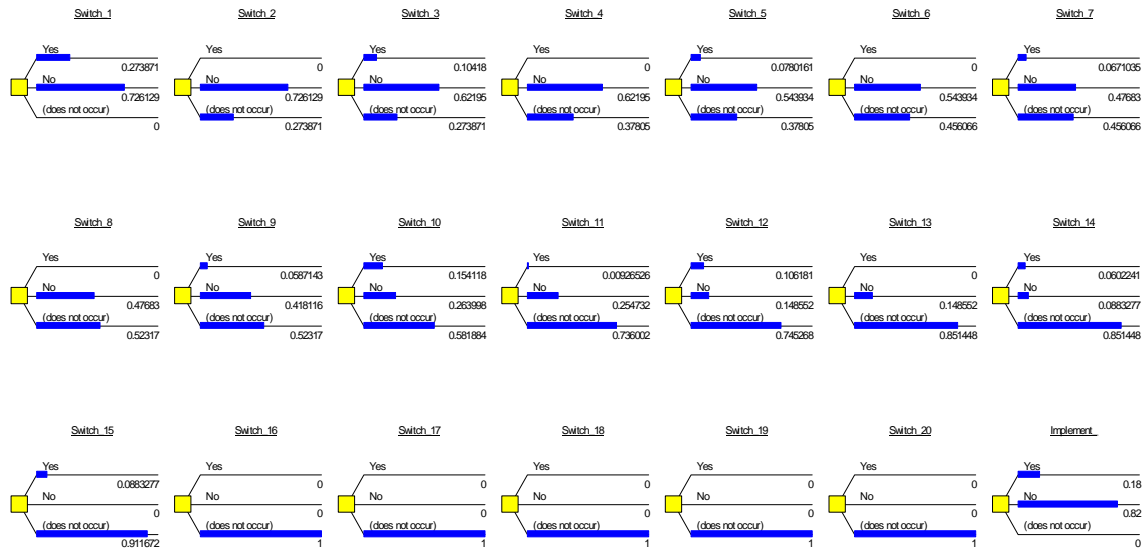 Switch_1 Switch_2 Switch_3 Switch_4 Switch_5 Switch_6 Switch_7
Yes Yes Yes Yes Yes Yes Yes
0.273871 0 0.10418 0 0.0780161 0 0.0671035
No No No No No No No
0.726129 0.726129 0.62195 0.62195 0.543934 0.543934 0.47683
(does not occur) (does not occur) (does not occur) (does not occur) (does not occur) (does not occur) (does not occur)
0 0.273871 0.273871 0.37805 0.37805 0.456066 0.456066
Switch_8 Switch_9 Switch_10 Switch_11 Switch_12 Switch_13 Switch_14
Yes Yes Yes Yes Yes Yes Yes
0 0.0587143 0.154118 0.00926526 0.106181 0 0.0602241
No No No No No No No
0.47683 0.418116 0.263998 0.254732 0.148552 0.148552 0.0883277
(does not occur) (does not occur) (does not occur) (does not occur) (does not occur) (does not occur) (does not occur)
0.52317 0.52317 0.581884 0.736002 0.745268 0.851448 0.851448
Switch_15 Switch_16 Switch_17 Switch_18 Switch_19 Switch_20 Implement_
Yes Yes Yes Yes Yes Yes Yes
0.0883277 0 0 0 0 0 0.18
No No No No No No No
0 0 0 0 0 0 0.82
(does not occur) (does not occur) (does not occur) (does not occur) (does not occur) (does not occur) (does not occur)
0.911672 1 1 1 1 1 0